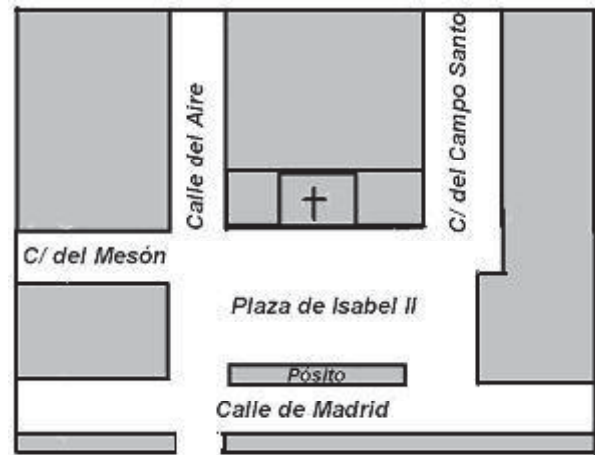 Calle del Aire
C/ del Campo Santo
C/ del Mesón
Plaza de Isabel II
Pósito
Calle de Madrid